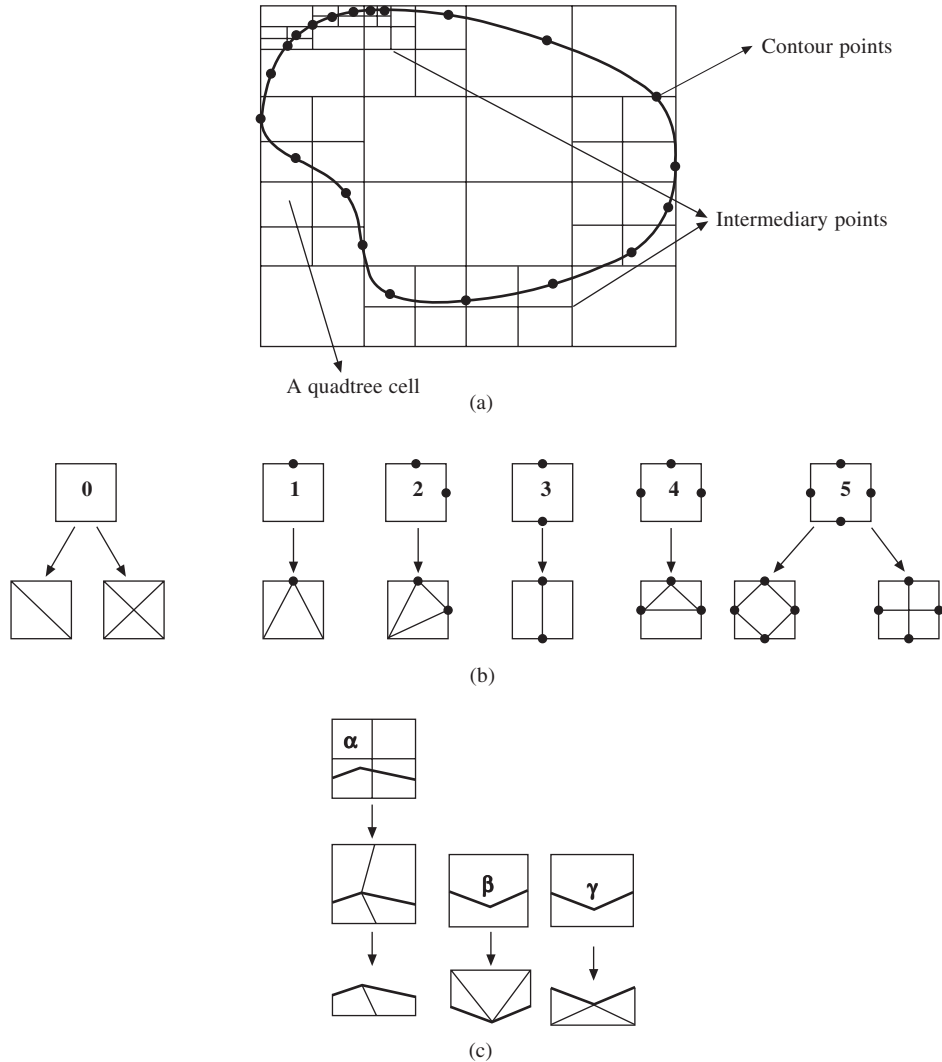 Contour points
Intermediary points
A quadtree cell
(a)
0 1 2 3 4 5
(b)
α
β γ
(c)